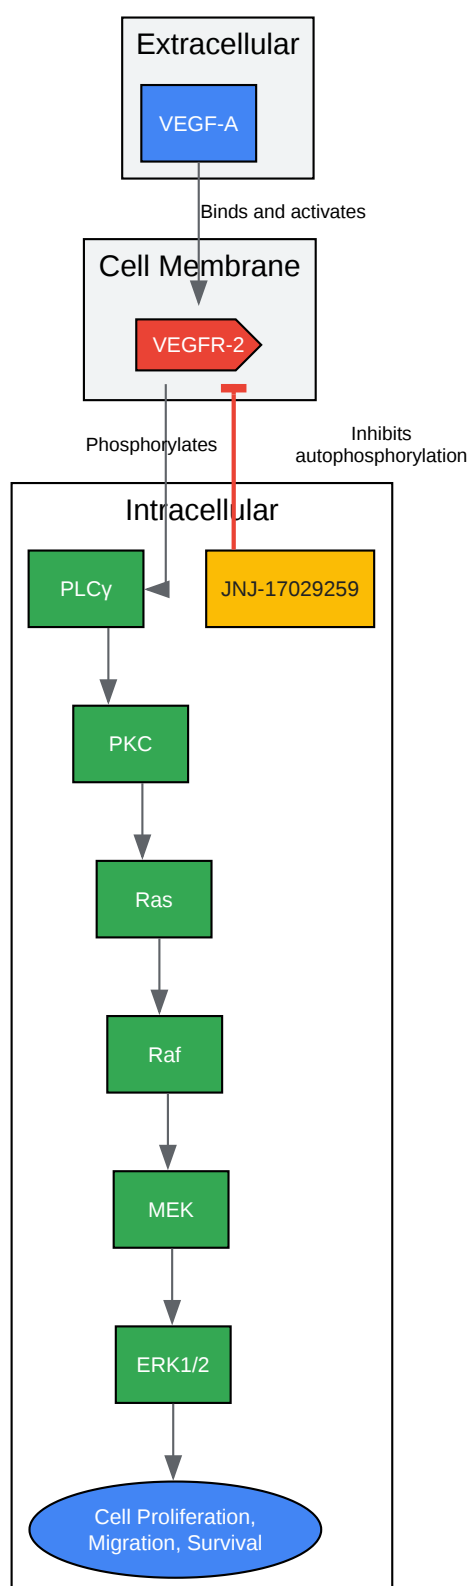 Extracellular
VEGF-A
Binds and activates
Cell Membrane
VEGFR-2
Phosphorylates
Inhibits
autophosphorylation
Intracellular
PLCγ
JNJ-17029259
PKC
Ras
Raf
MEK
ERK1/2
Cell Proliferation,
Migration, Survival